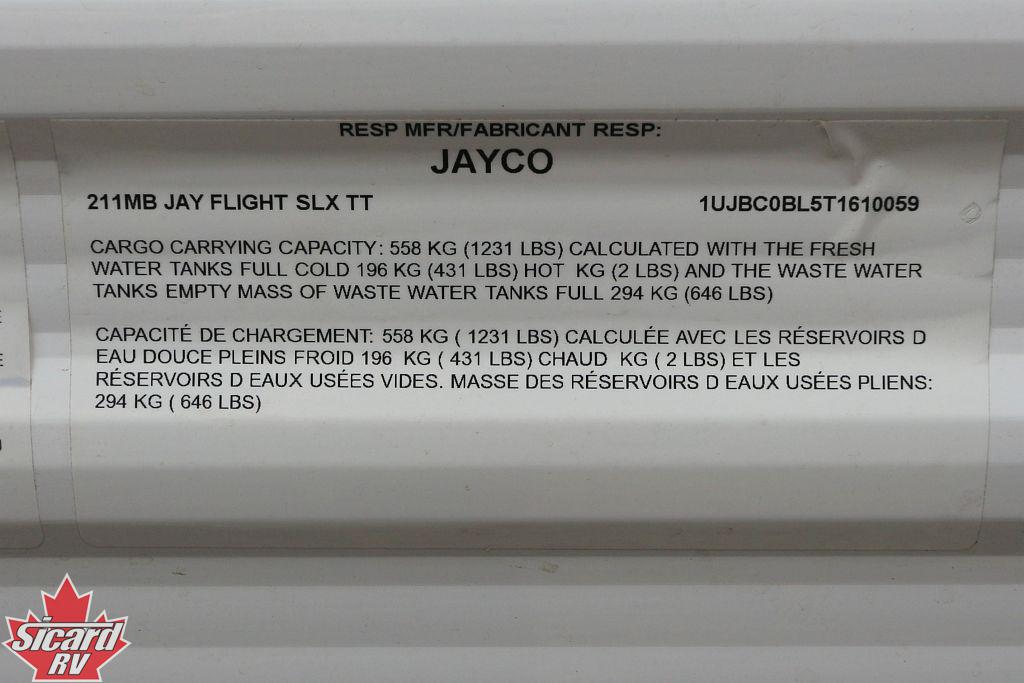 RESP MFR/FABRICANT RESP:
JAYCO
211MB JAY FLIGHT SLX TT 1UJBC0BL5T1610059
CARGO CARRYING CAPACITY: 558 KG (1231 LBS) CALCULATED WITH THE FRESH
WATER TANKS FULL COLD 196 KG (431 LBS) HOT  KG (2 LBS) AND THE WASTE WATER
TANKS EMPTY MASS OF WASTE WATER TANKS FULL 294 KG (646 LBS)
CAPACITÉ DE CHARGEMENT: 558 KG ( 1231 LBS) CALCULÉE AVEC LES RÉSERVOIRS D
EAU DOUCE PLEINS FROID 196  KG ( 431 LBS) CHAUD  KG ( 2 LBS) ET LES
RÉSERVOIRS D EAUX USÉES VIDES. MASSE DES RÉSERVOIRS D EAUX USÉES PLIENS:
294 KG ( 646 LBS)
Sicard
RV